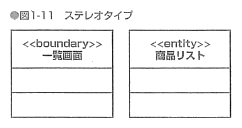 ●図1-11 ステレオタイプ
<<boundary>>
一覧画面
<<entity>>
商品リスト